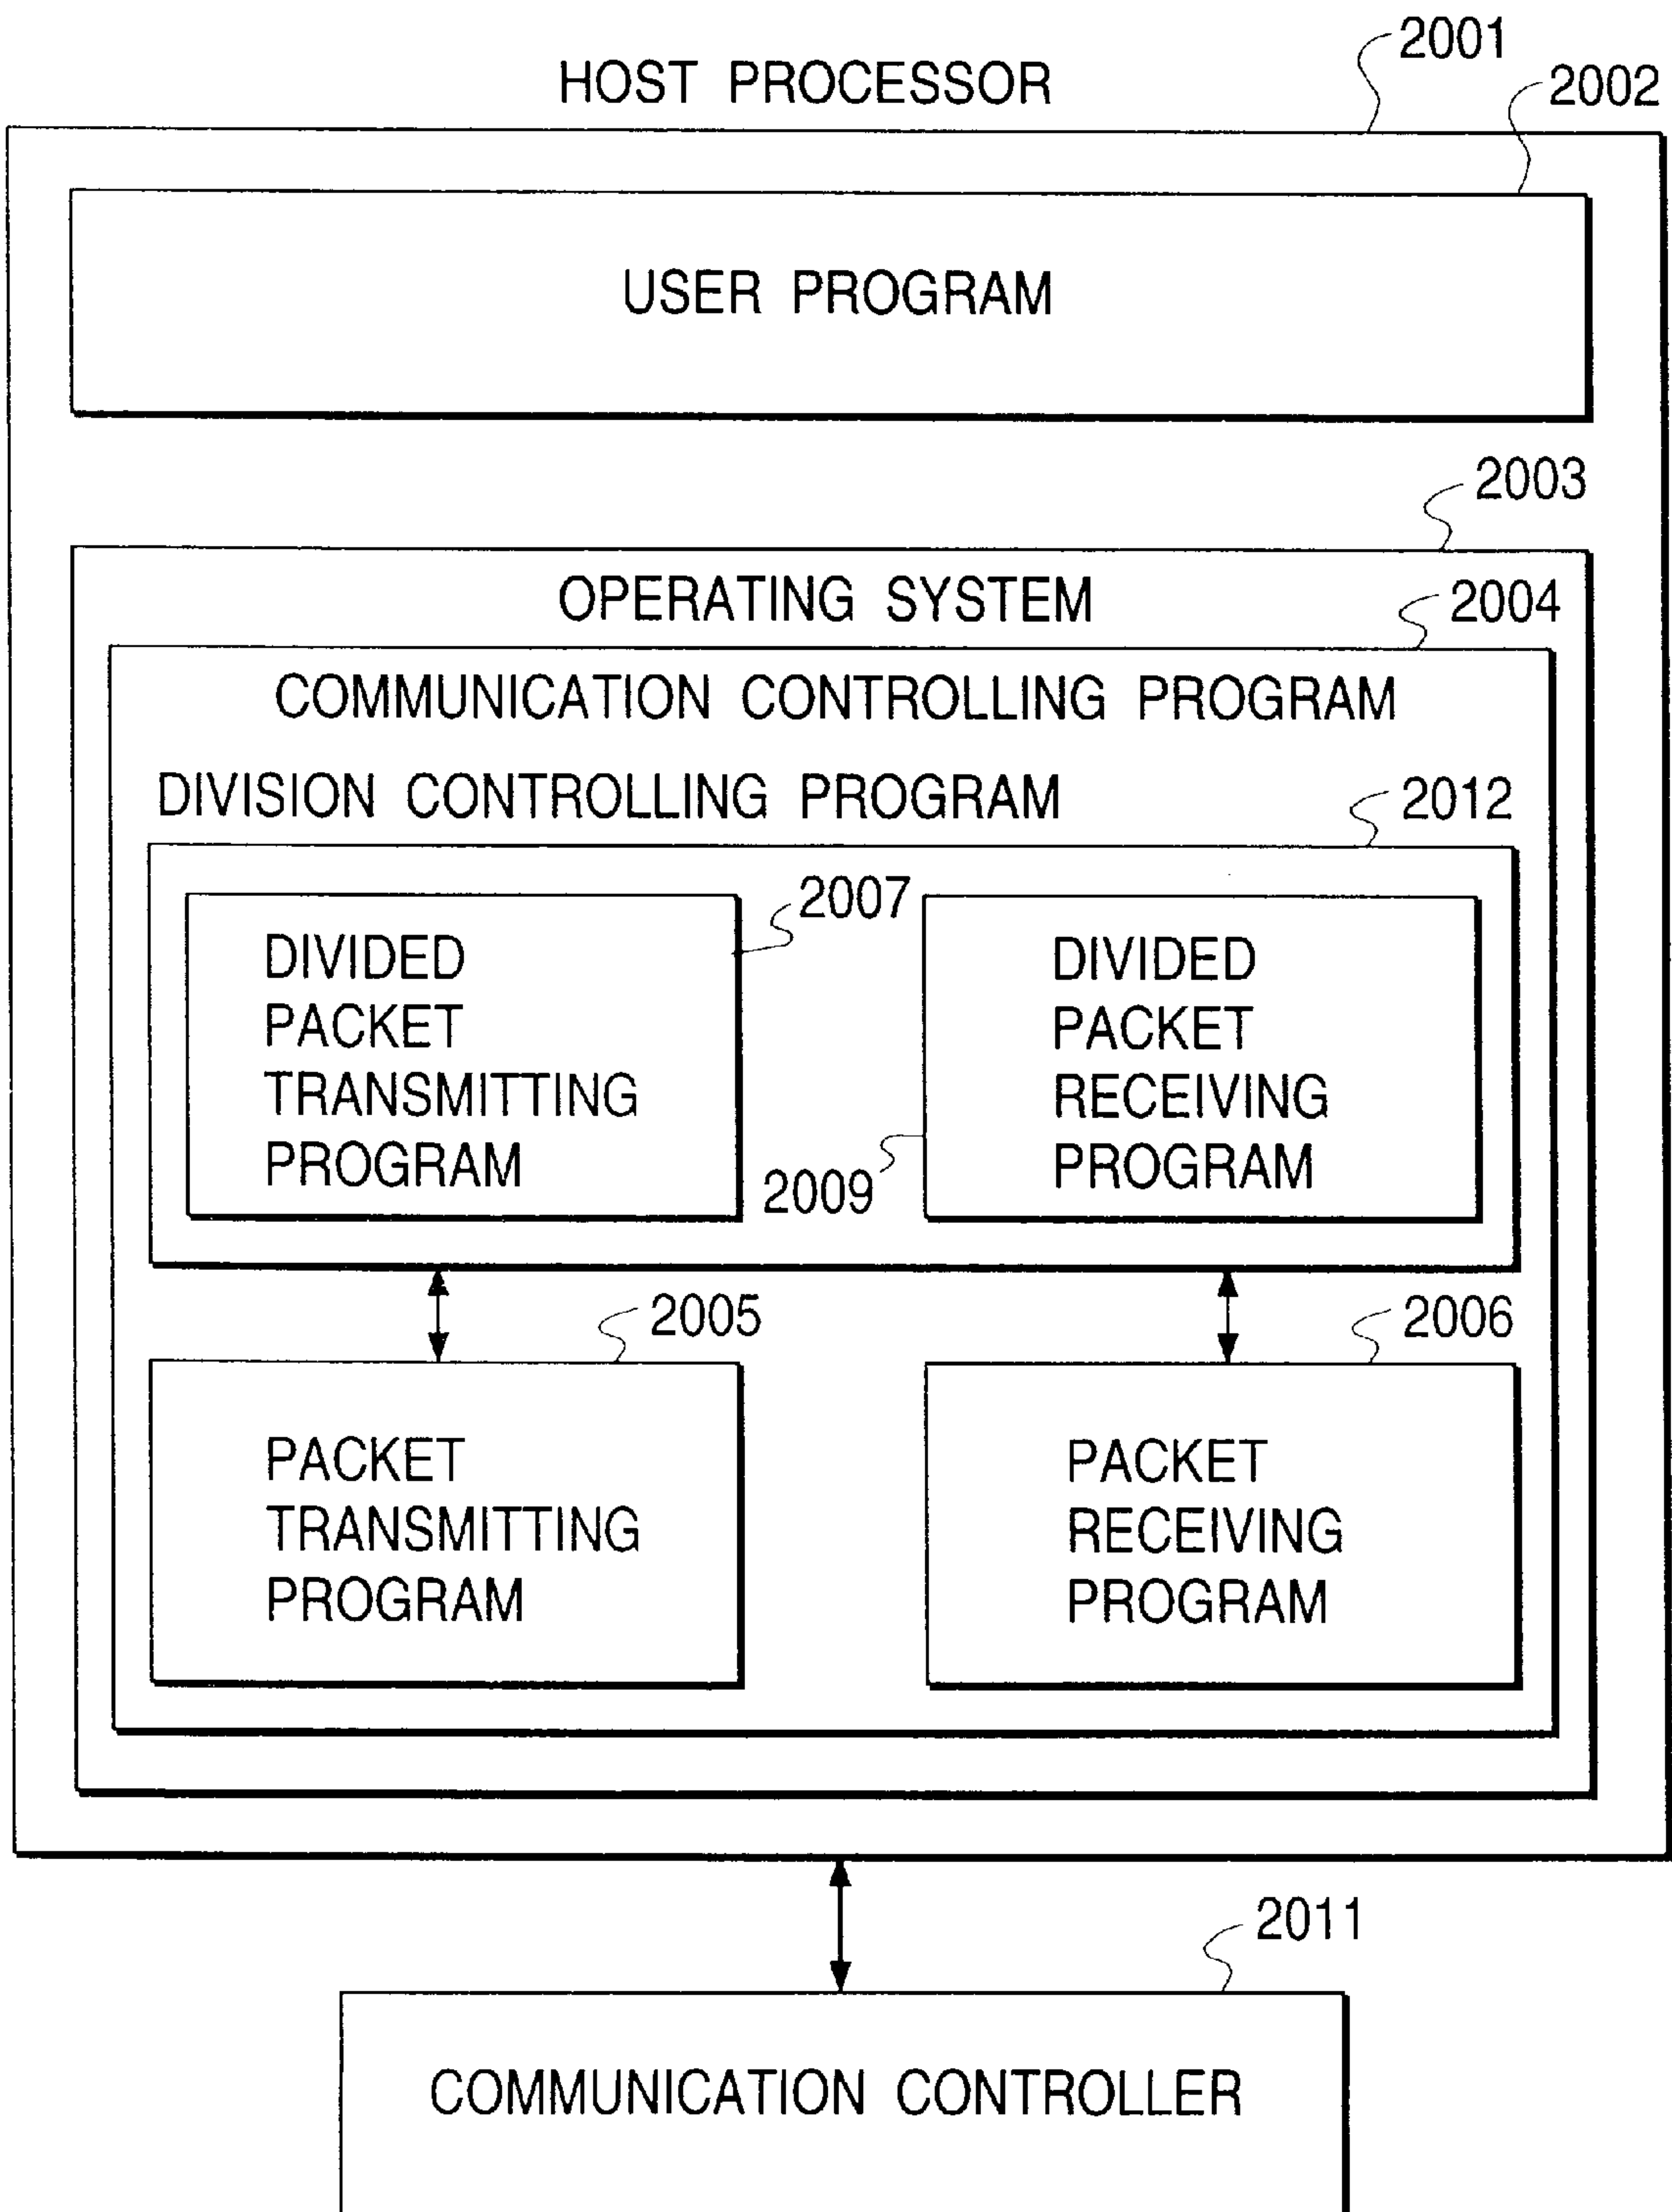 2001
HOST PROCESSOR
2002
USER PROGRAM
2003
OPERATING SYSTEM
2004
COMMUNICATION CONTROLLING PROGRAM
DIVISION CONTROLLING PROGRAM
2012
2007
DIVIDED
PACKET
TRANSMITTING
PROGRAM
DIVIDED
PACKET
RECEIVING
PROGRAM
2009
2005
2006
PACKET
TRANSMITTING
PROGRAM
PACKET
RECEIVING
PROGRAM
2011
COMMUNICATION CONTROLLER